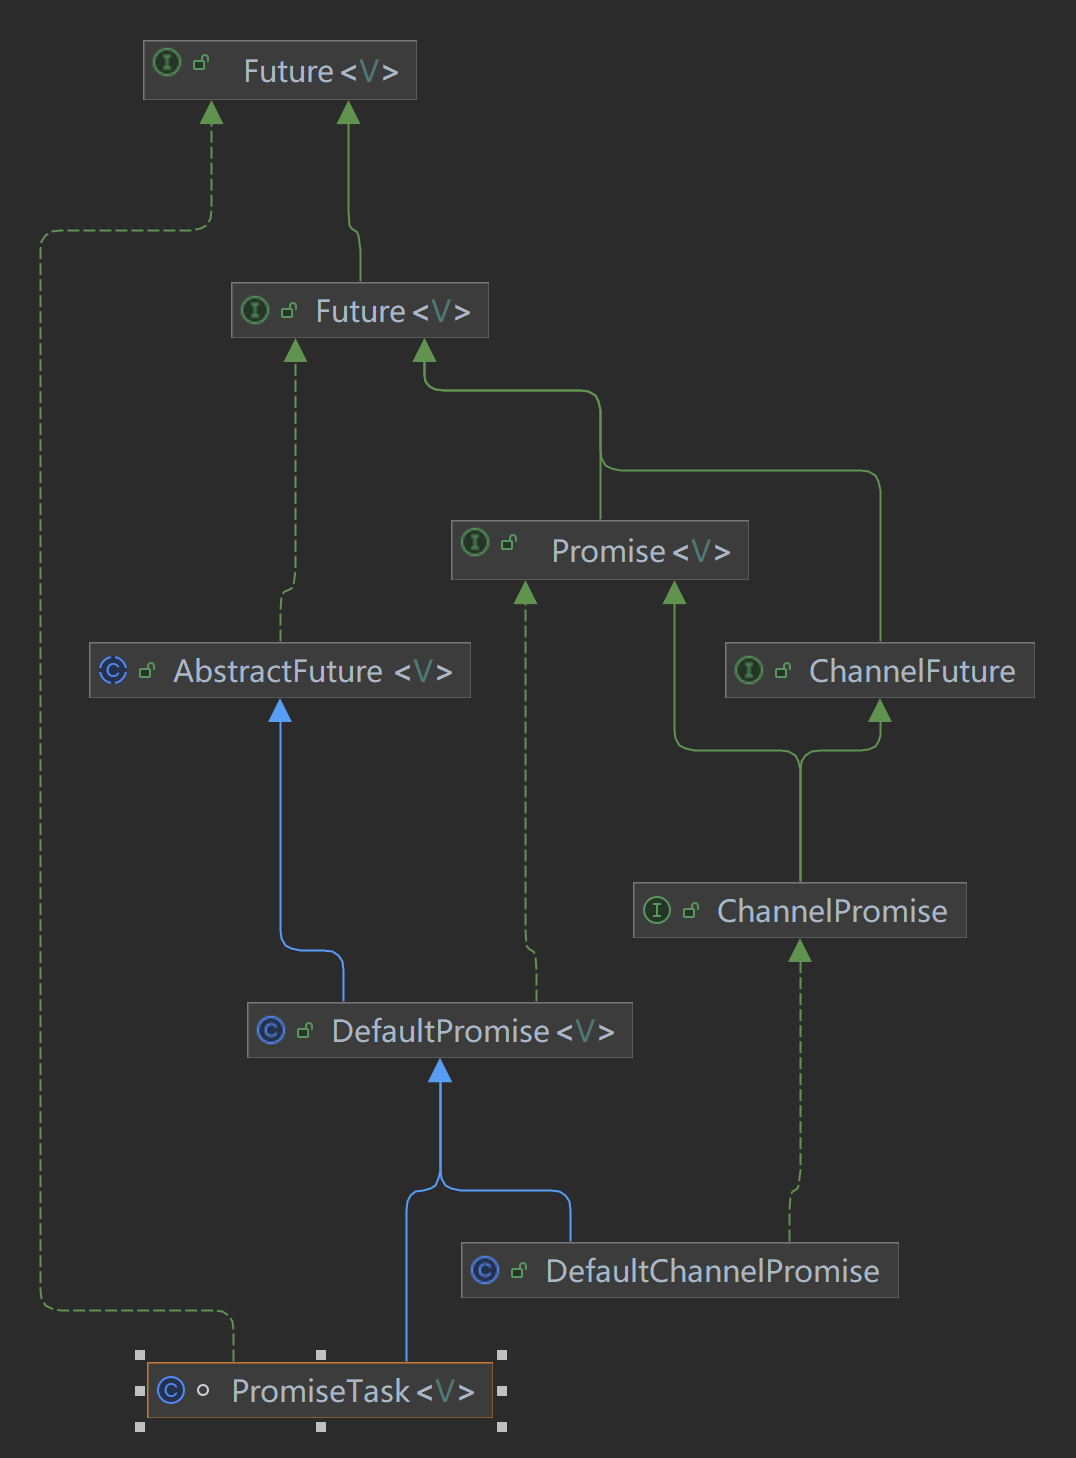 Future<V>
Future<V>
Promise<V>
AbstractFuture<V>
ChannelFuture
ChannelPromise
DefaultPromise<V>
DefaultChannelPromise
PromiseTask<V>